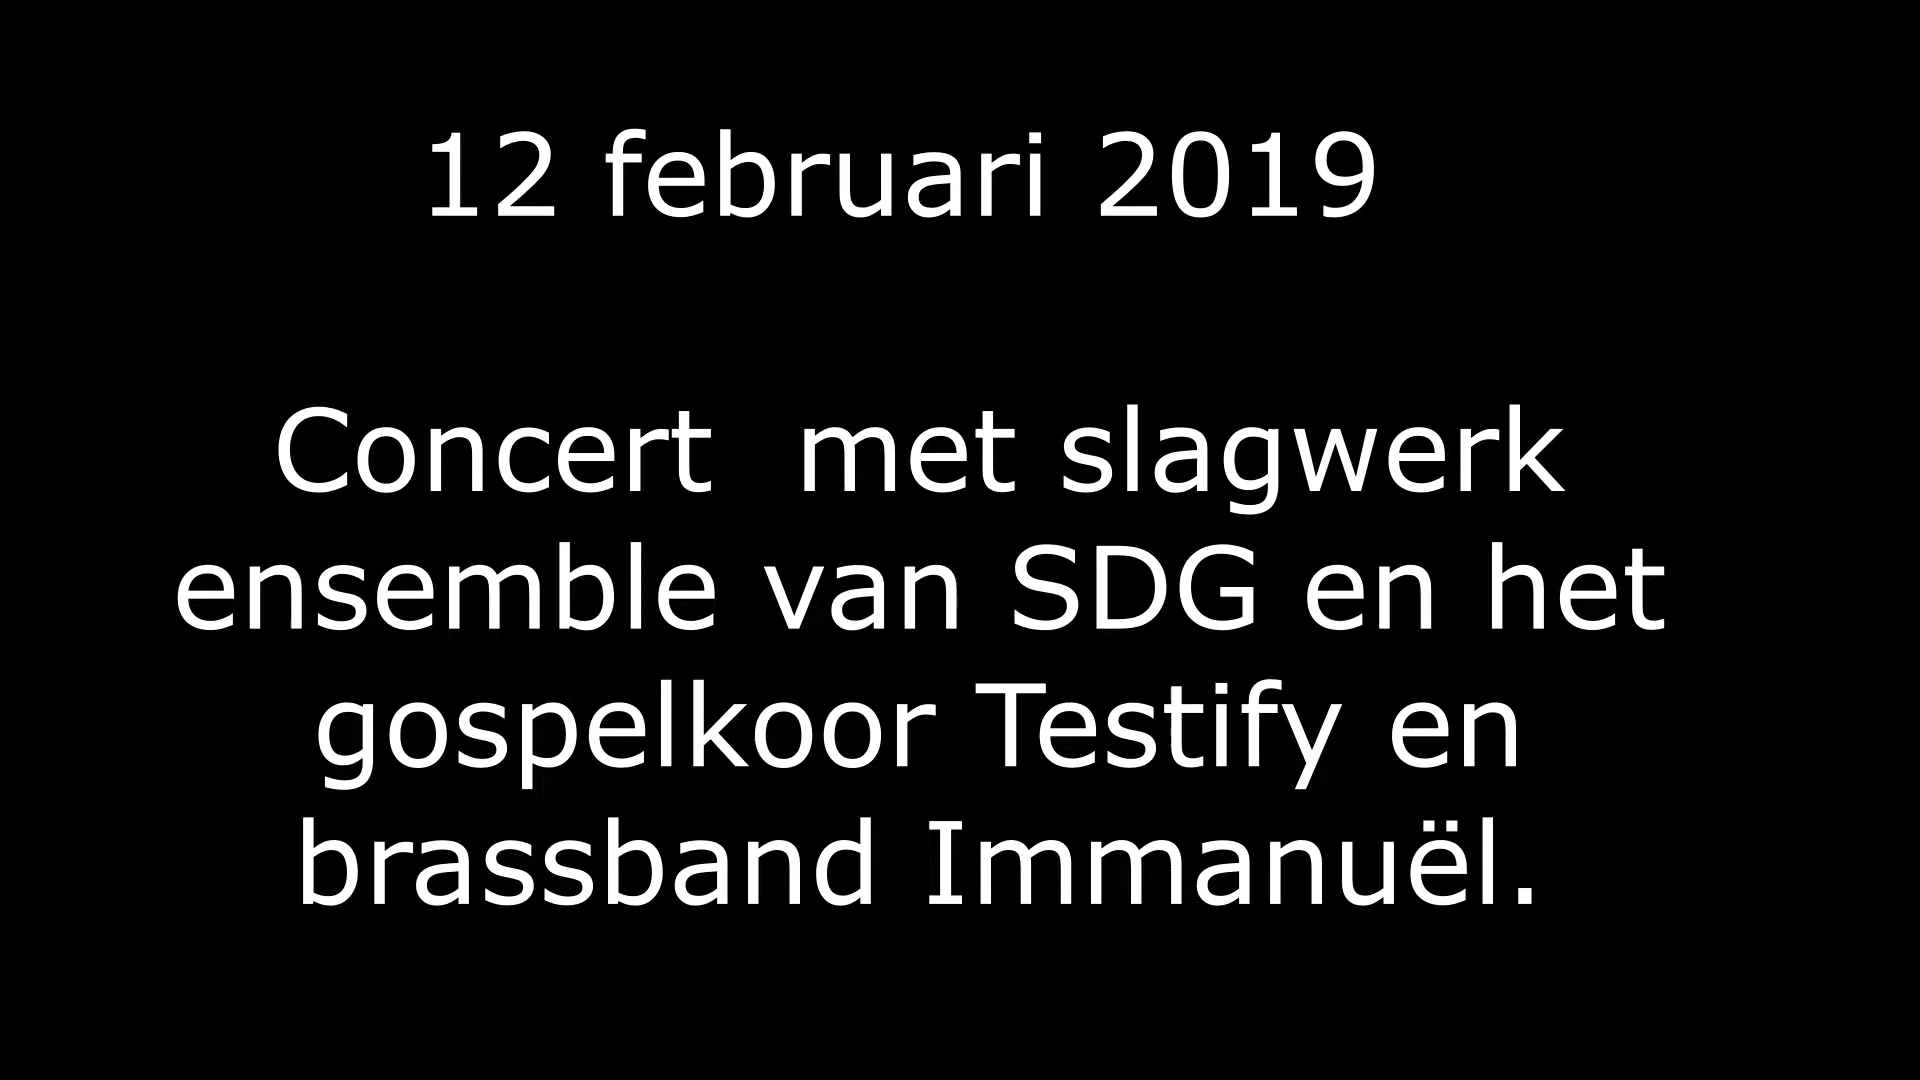 12 februari 2019
Concert  met slagwerk
ensemble van SDG en het
gospelkoor Testify en
brassband Immanuël.